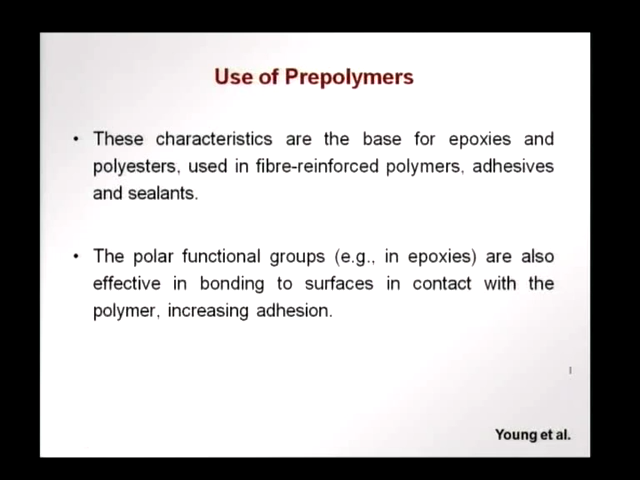 Use of Prepolymers
• These characteristics are the base for epoxies and
polyesters, used in fibre-reinforced polymers, adhesives
and sealants.
• The polar functional groups (e.g., in epoxies) are also
effective in bonding to surfaces in contact with the
polymer, increasing adhesion.
Young et al.